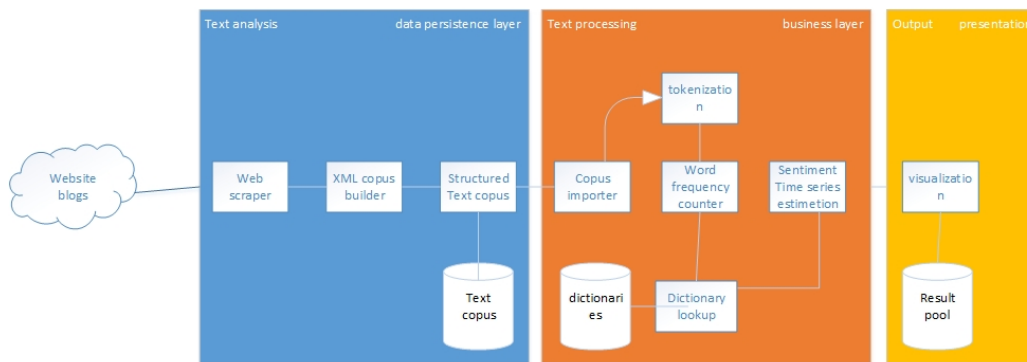 Text analysis
data persistence layer
Text processing
business layer
Output
presentation
tokenizatio
n
Website
blogs
Web
scraper
XML copus
builder
Structured
Text copus
Copus
importer
Word
frequency
counter
Sentiment
Time series
estimetion
visualizatio
n
Text
copus
dictionari
es
Dictionary
lookup
Result
pool